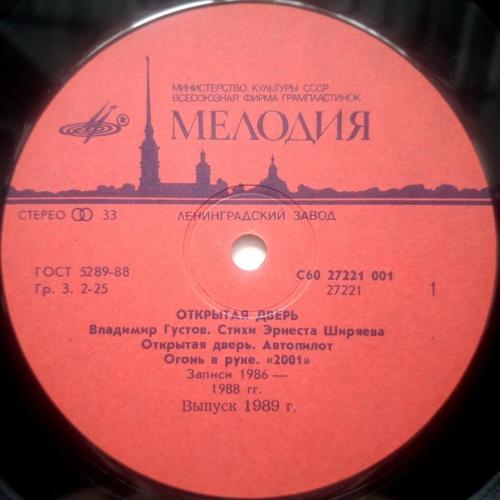 МИНИСТЕРСТВО КУЛЬТУРЫ СССР
ВСЕСОЮЗНАЯ ФИРМА ГРАМПЛАСТИНОК
®
МЕЛОДИЯ
СТЕРЕО 33
ЛЕНИНГРАДСКИЙ ЗАВОД
ГОСТ 5289-88
Гр. 3. 2-25
С60 27221 001
27221
1
ОТКРЫТАЯ ДВЕРЬ
Владимир Густов. Стихи Эрнеста Ширяева
Открытая дверь. Автопилот
Огонь в руке. «2001»
Записи 1986 —
1988 гг.
Выпуск 1989 г.